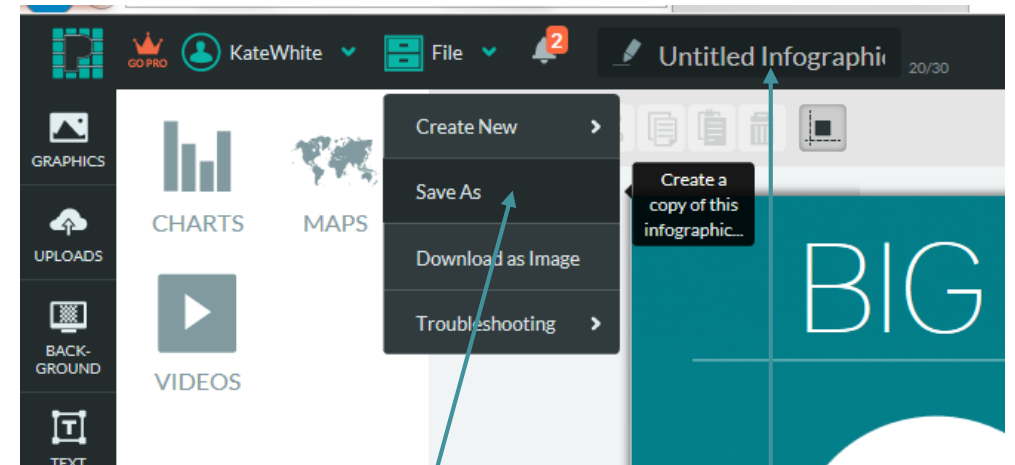 GO PRO
KateWhite
File
2
Untitled Infographi
20/30
GRAPHICS
UPLOADS
BACK-
GROUND
TEXT
CHARTS
MAPS
VIDEOS
Create New
Save As
Download as Image
Troubleshooting
Create a
copy of this
infographic...
BIG